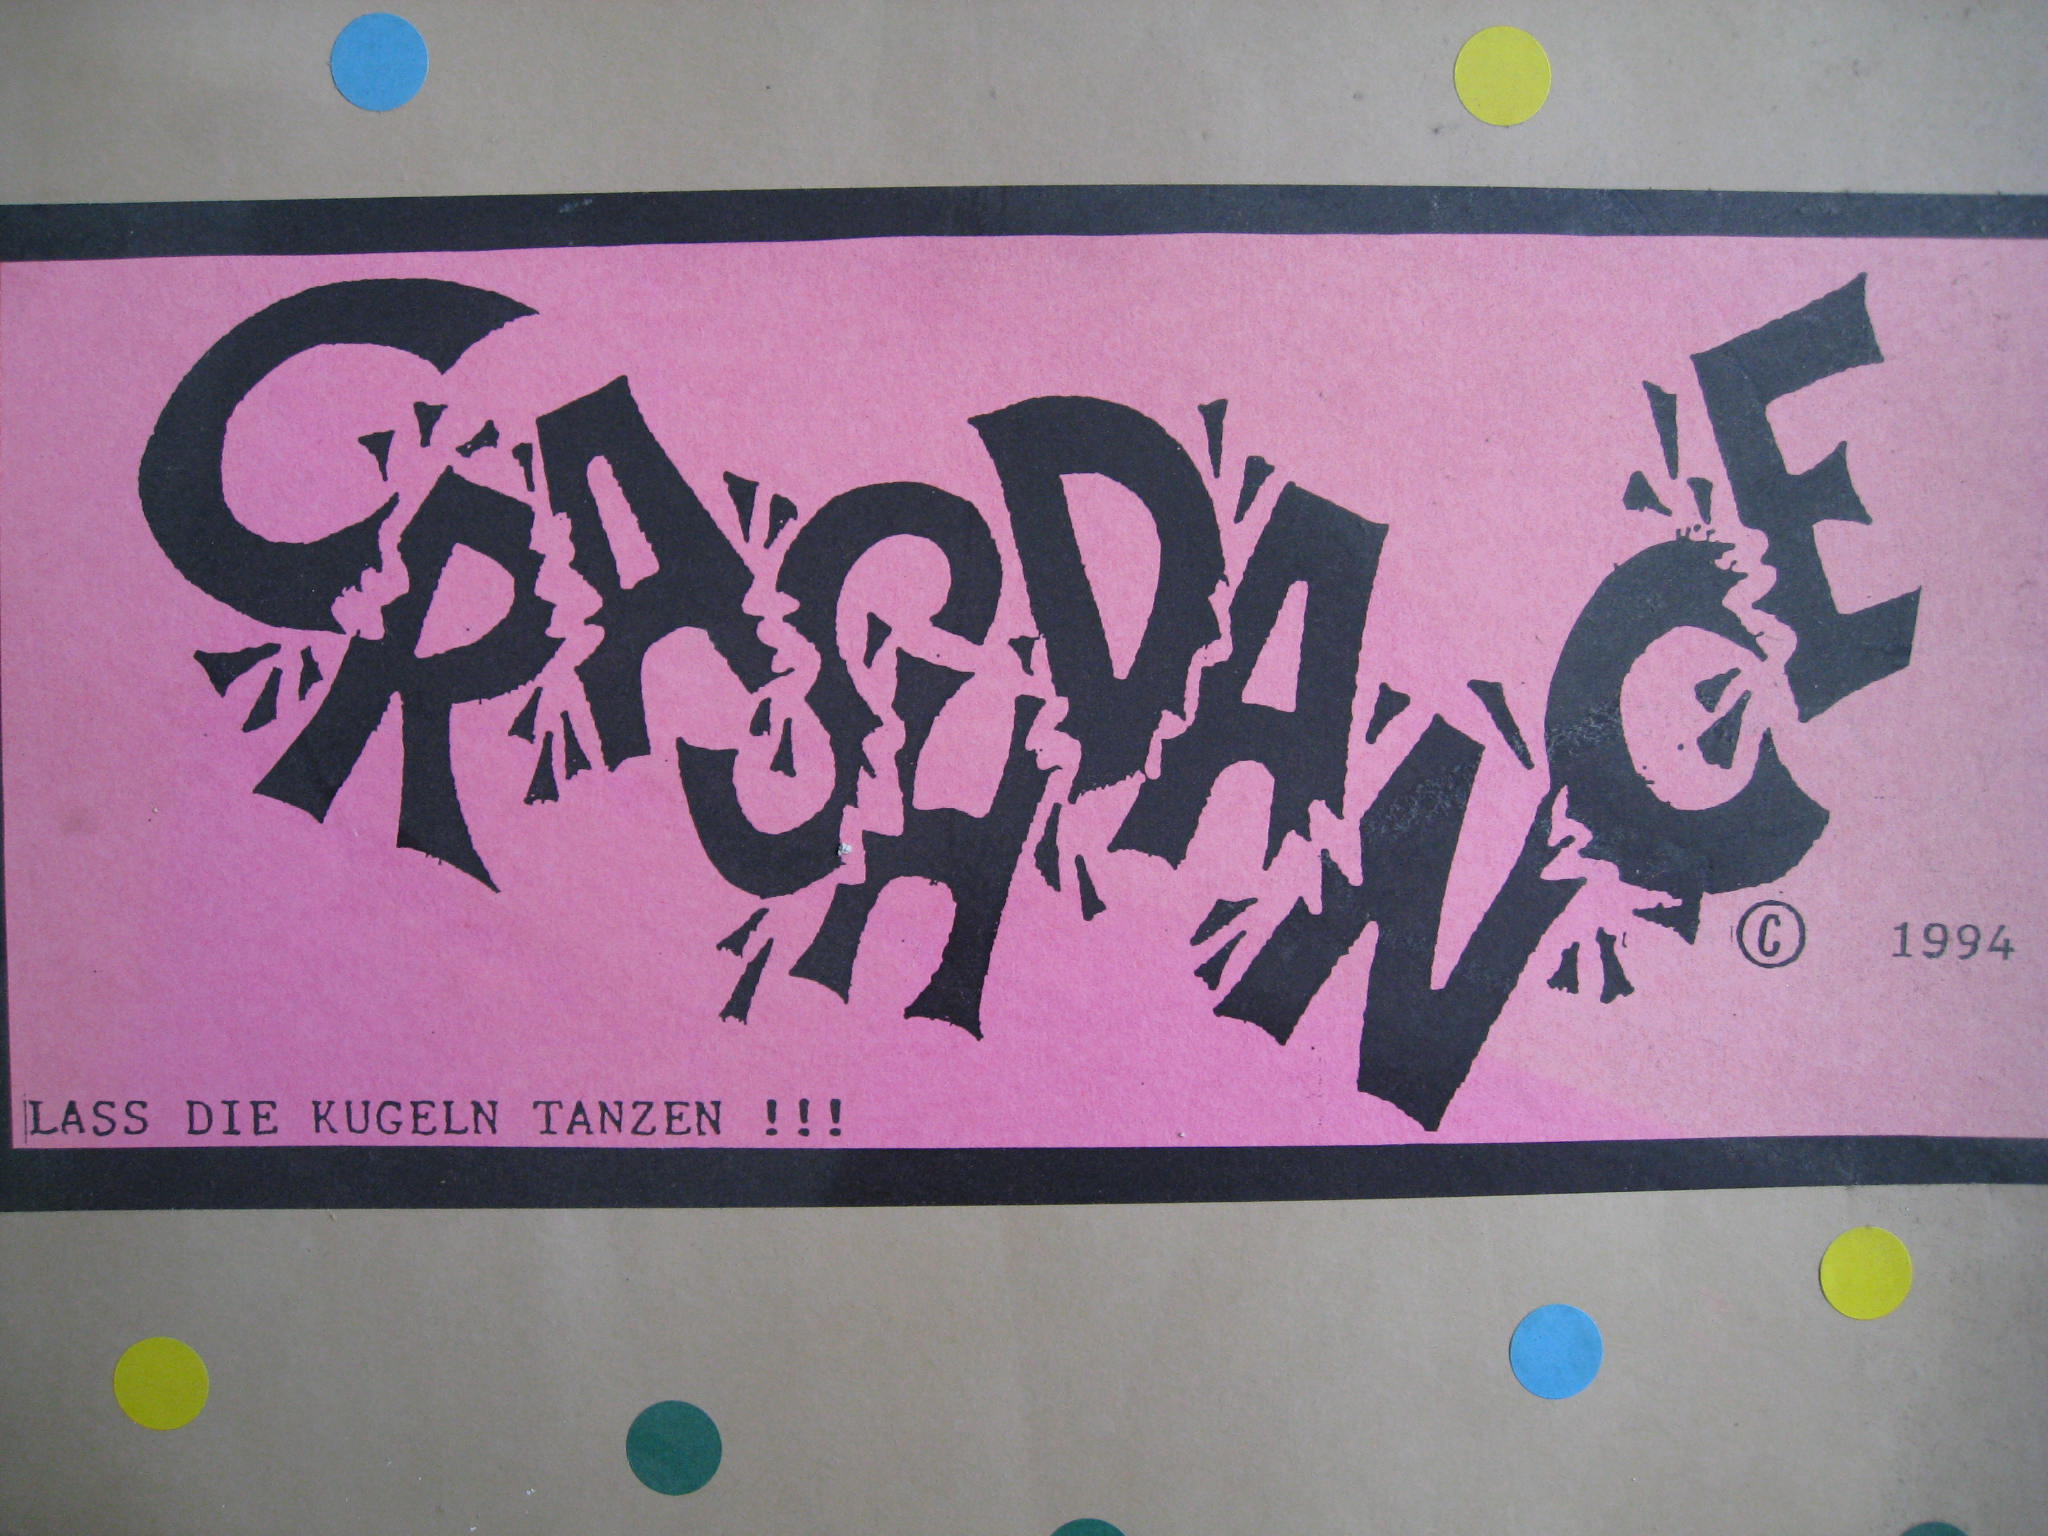 CRASHDANCE
© 1994
LASS DIE KUGELN TANZEN !!!